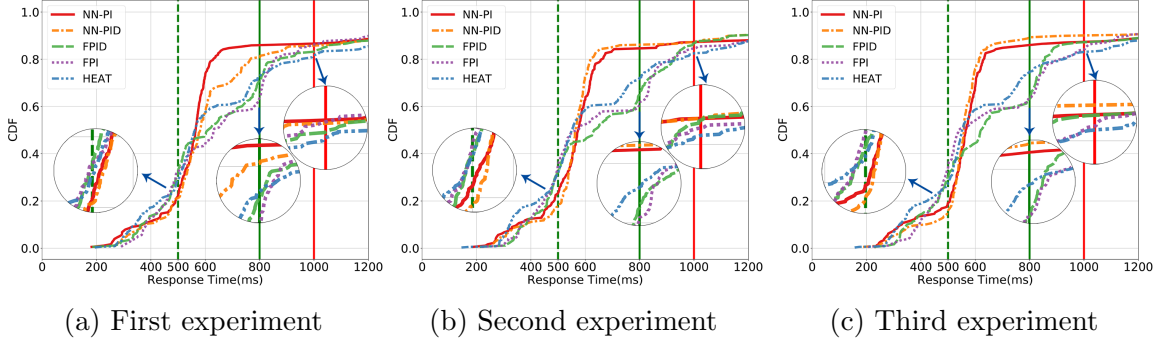 1.0
0.8
0.6
0.4
0.2
0.0
CDF
NN-PI
NN-PID
FPID
FPI
HEAT
0 200 400 500 600 800 1000 1200
Response Time(ms)
(a) First experiment
1.0
0.8
0.6
0.4
0.2
0.0
CDF
NN-PI
NN-PID
FPID
FPI
HEAT
0 200 400 500 600 800 1000 1200
Response Time(ms)
(b) Second experiment
1.0
0.8
0.6
0.4
0.2
0.0
CDF
NN-PI
NN-PID
FPID
FPI
HEAT
0 200 400 500 600 800 1000 1200
Response Time(ms)
(c) Third experiment